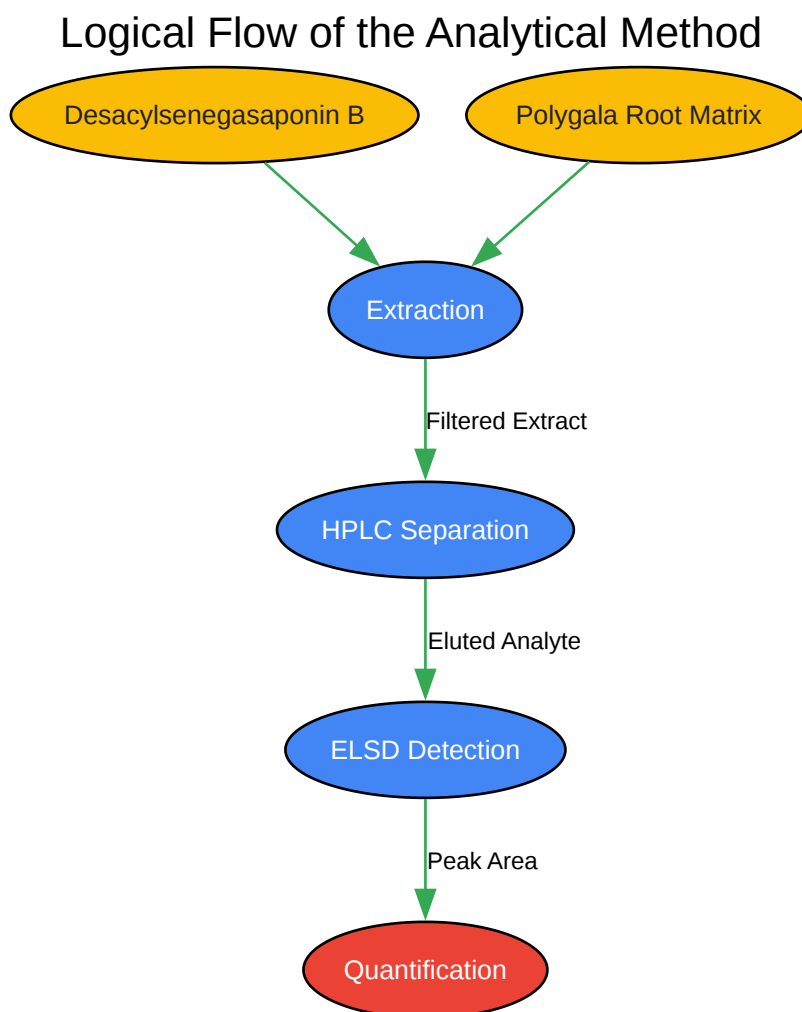 Logical Flow of the Analytical Method
Desacylsenegasaponin B
Polygala Root Matrix
Extraction
Filtered Extract
HPLC Separation
Eluted Analyte
ELSD Detection
Peak Area
Quantification